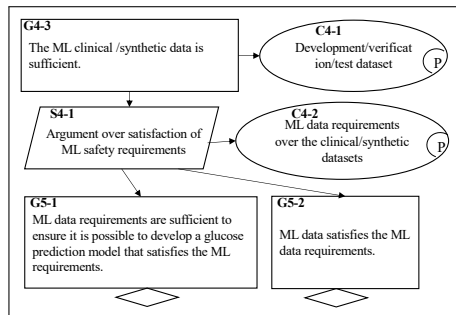 G4-3
The ML clinical /synthetic data is
sufficient.
C4-1
Development/verificat
ion/test dataset
P
S4-1
Argument over satisfaction of
ML safety requirements
C4-2
ML data requirements
over the clinical/synthetic
datasets
P
G5-1
ML data requirements are sufficient to
ensure it is possible to develop a glucose
prediction model that satisfies the ML
requirements.
G5-2
ML data satisfies the ML
data requirements.